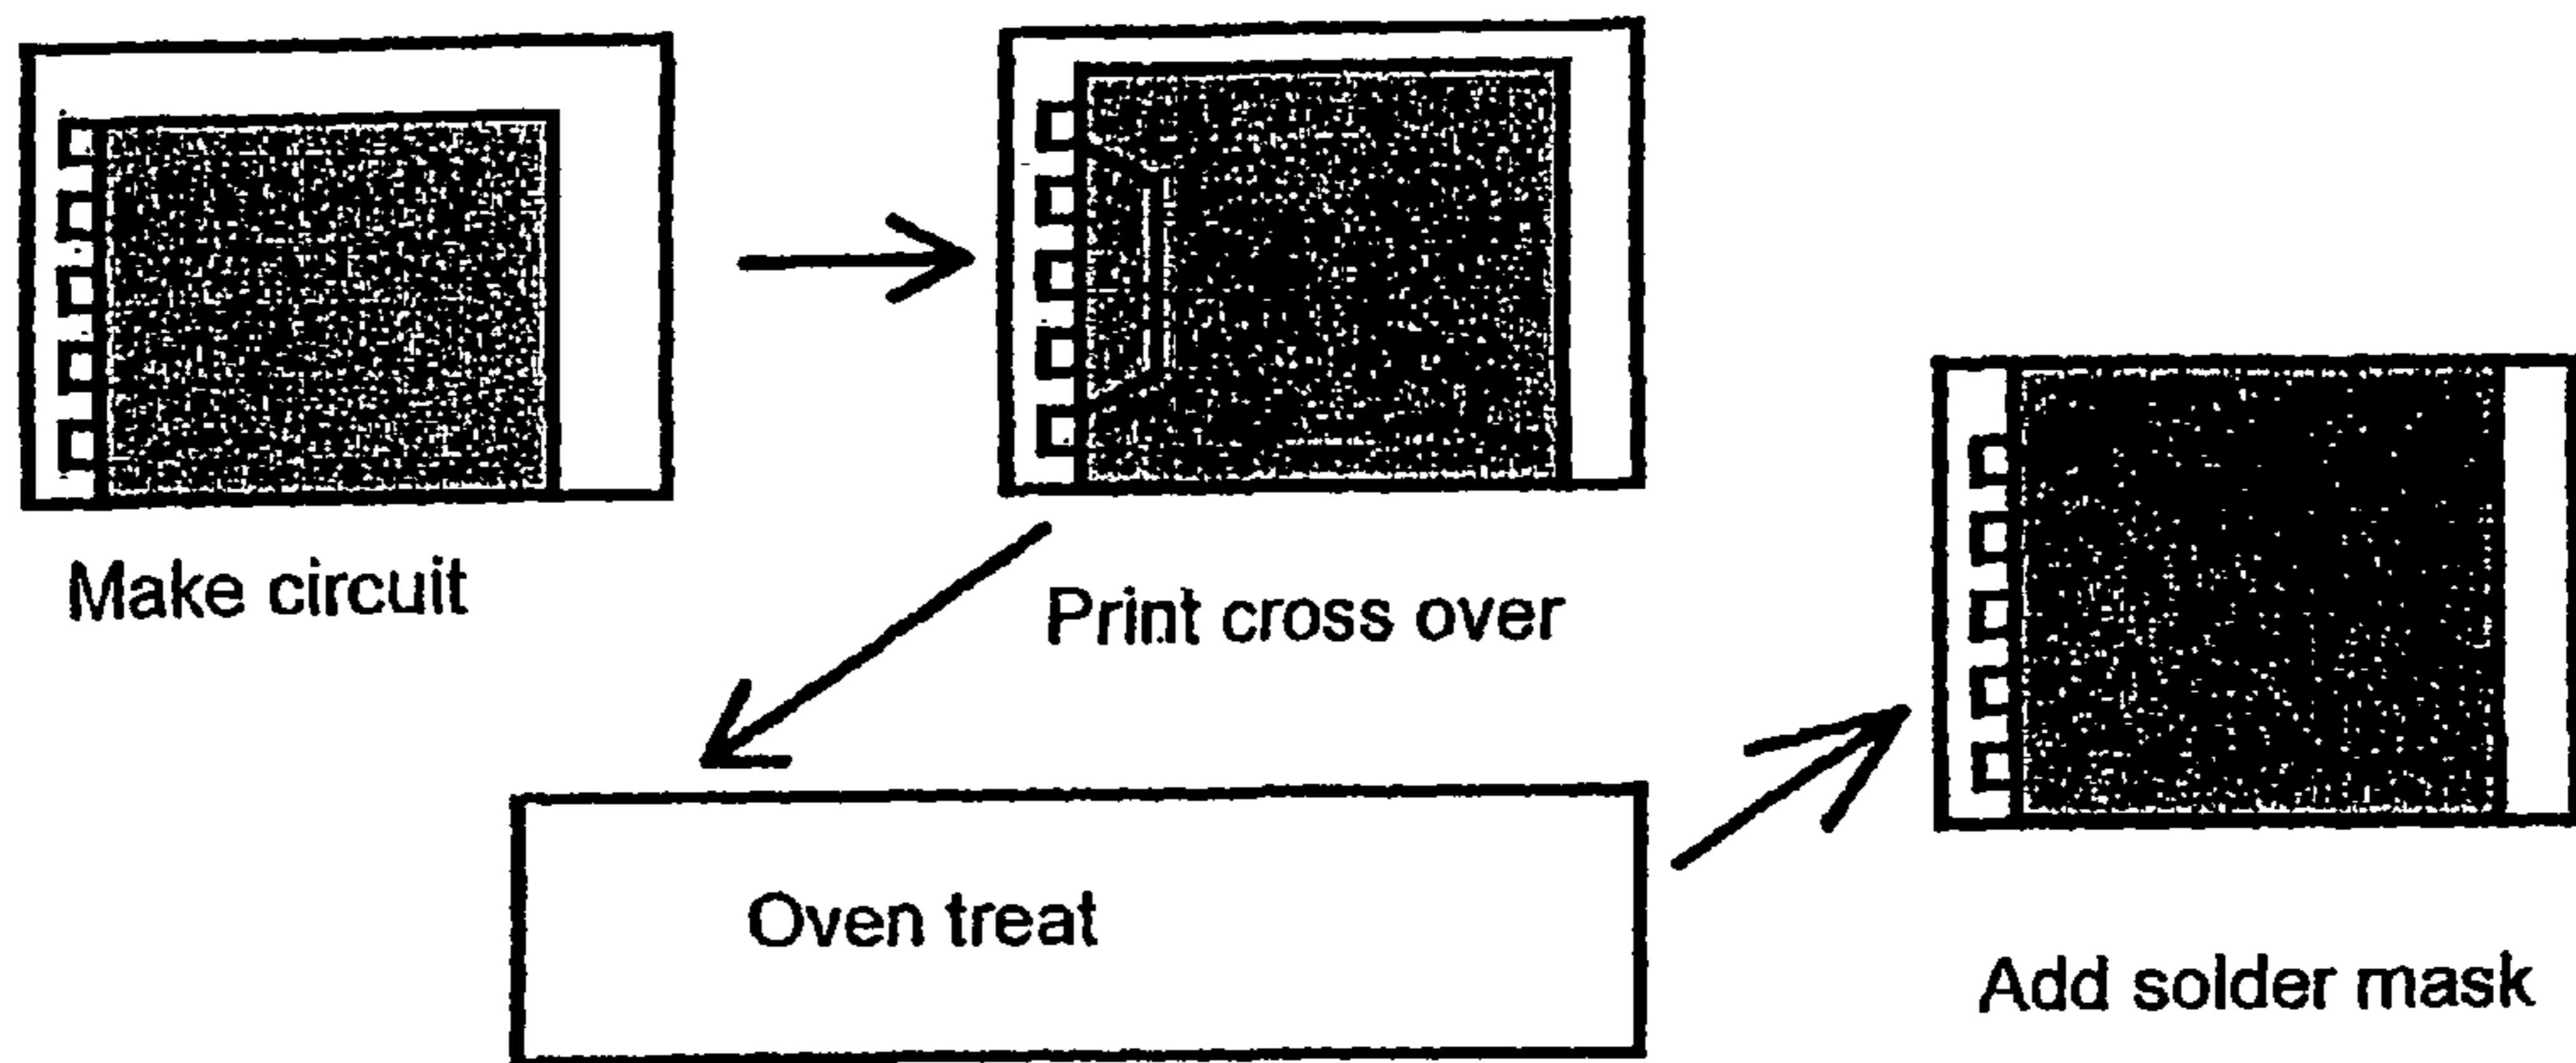 Make circuit
Print cross over
Oven treat
Add solder mask